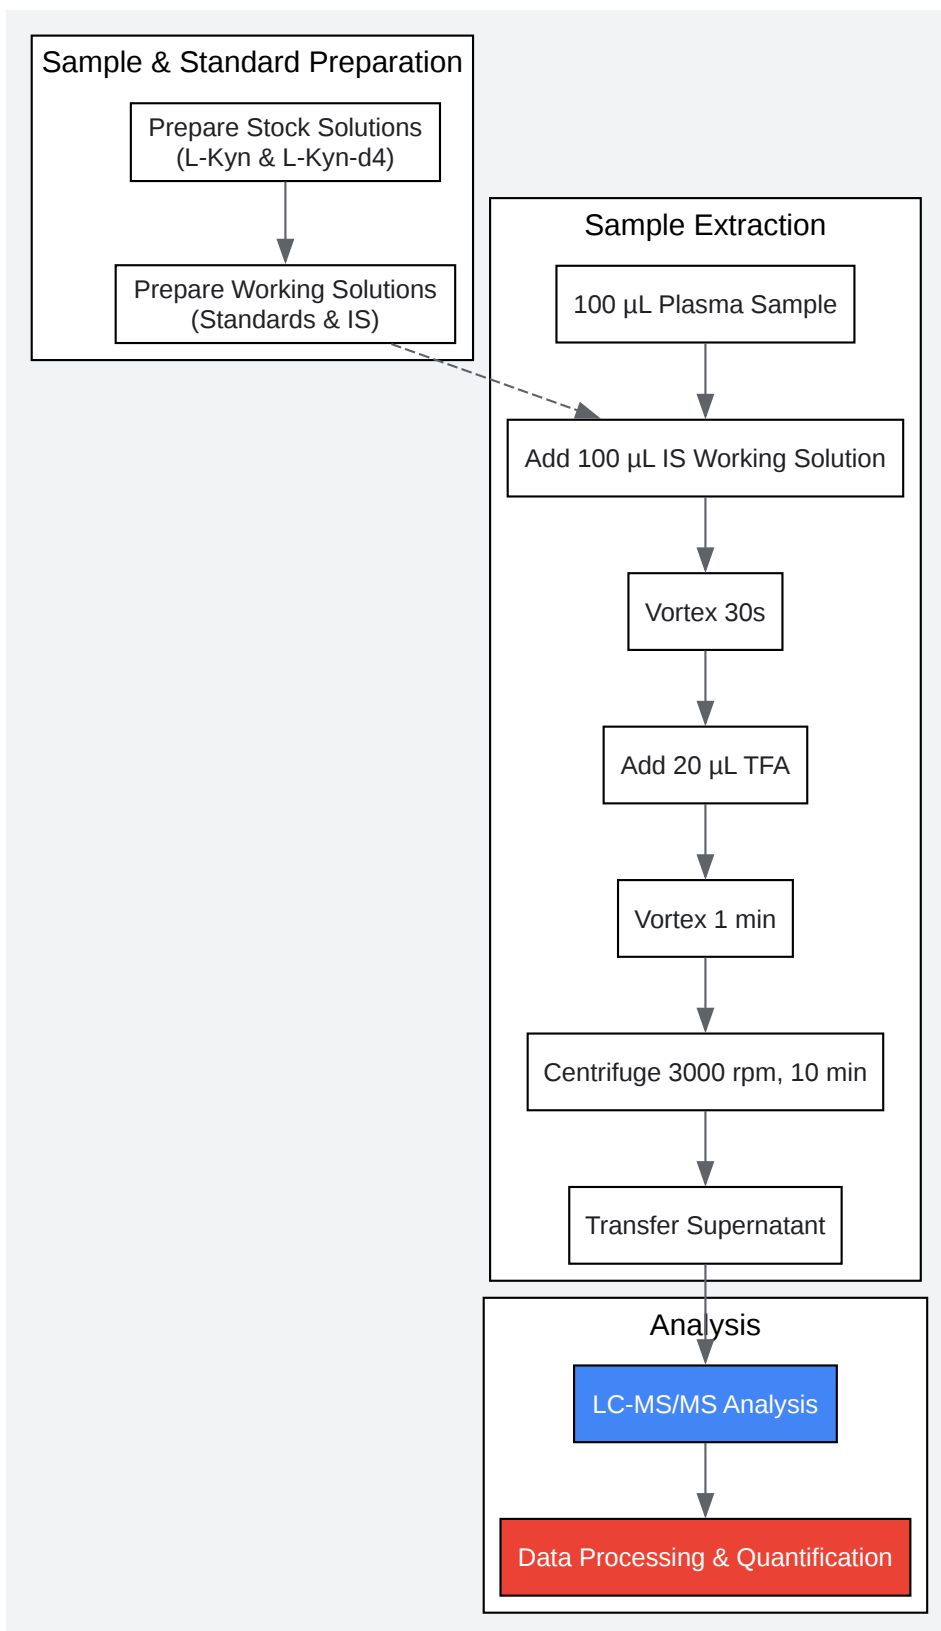 Sample & Standard Preparation
Prepare Stock Solutions
(L-Kyn & L-Kyn-d4)
Prepare Working Solutions
(Standards & IS)
Sample Extraction
100 µL Plasma Sample
Add 100 µL IS Working Solution
Vortex 30s
Add 20 µL TFA
Vortex 1 min
Centrifuge 3000 rpm, 10 min
Transfer Supernatant
Analysis
LC-MS/MS Analysis
Data Processing & Quantification